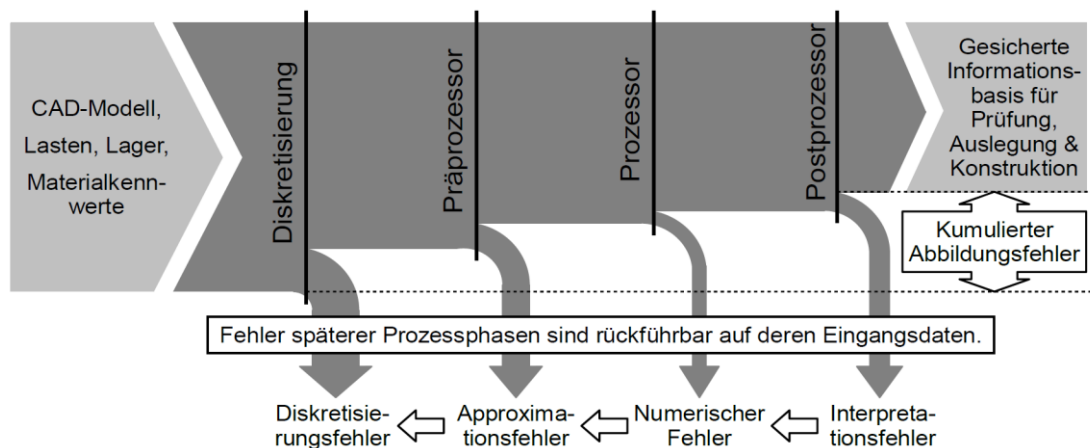 CAD-Modell,
Lasten, Lager,
Materialkenn-
werte
Diskretisierung
Präprozessor
Prozessor
Postprozessor
Gesicherte
Informations-
basis für
Prüfung,
Auslegung &
Konstruktion
Kumulierter
Abbildungsfehler
Fehler späterer Prozessphasen sind rückführbar auf deren Eingangsdaten.
Diskretisie-
rungsfehler
Approxima-
tionsfehler
Numerischer
Fehler
Interpreta-
tionsfehler